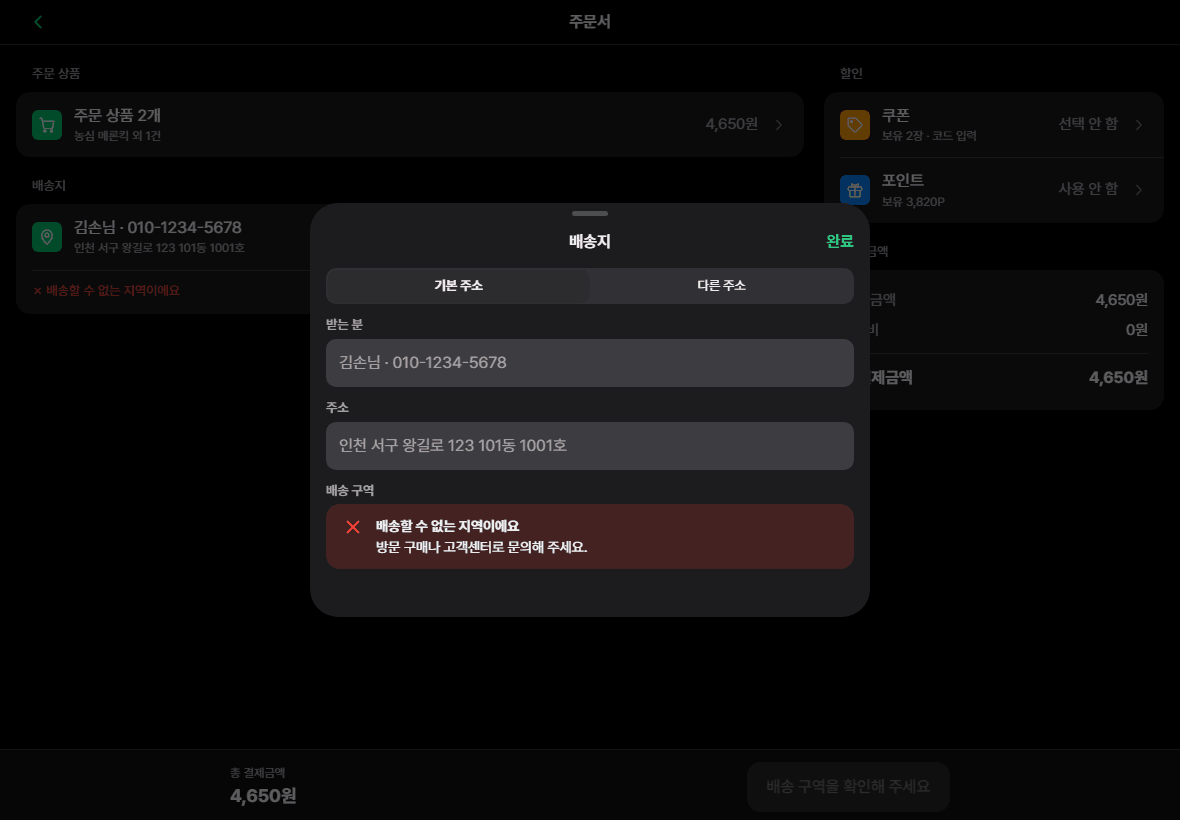 주문서
주문 상품
주문 상품 2개
농심 메론킥 외 1건
4,650원
배송지
김손님 · 010-1234-5678
인천 서구 왕길로 123 101동 1001호
× 배송할 수 없는 지역이에요
할인
쿠폰
보유 2장 · 코드 입력
선택 안 함
포인트
보유 3,820P
사용 안 함
금액
금액
4,650원
비
0원
제금액
4,650원
배송지
완료
기본 주소
다른 주소
받는 분
김손님 · 010-1234-5678
주소
인천 서구 왕길로 123 101동 1001호
배송 구역
배송할 수 없는 지역이에요
방문 구매나 고객센터로 문의해 주세요.
총 결제금액
4,650원
배송 구역을 확인해 주세요